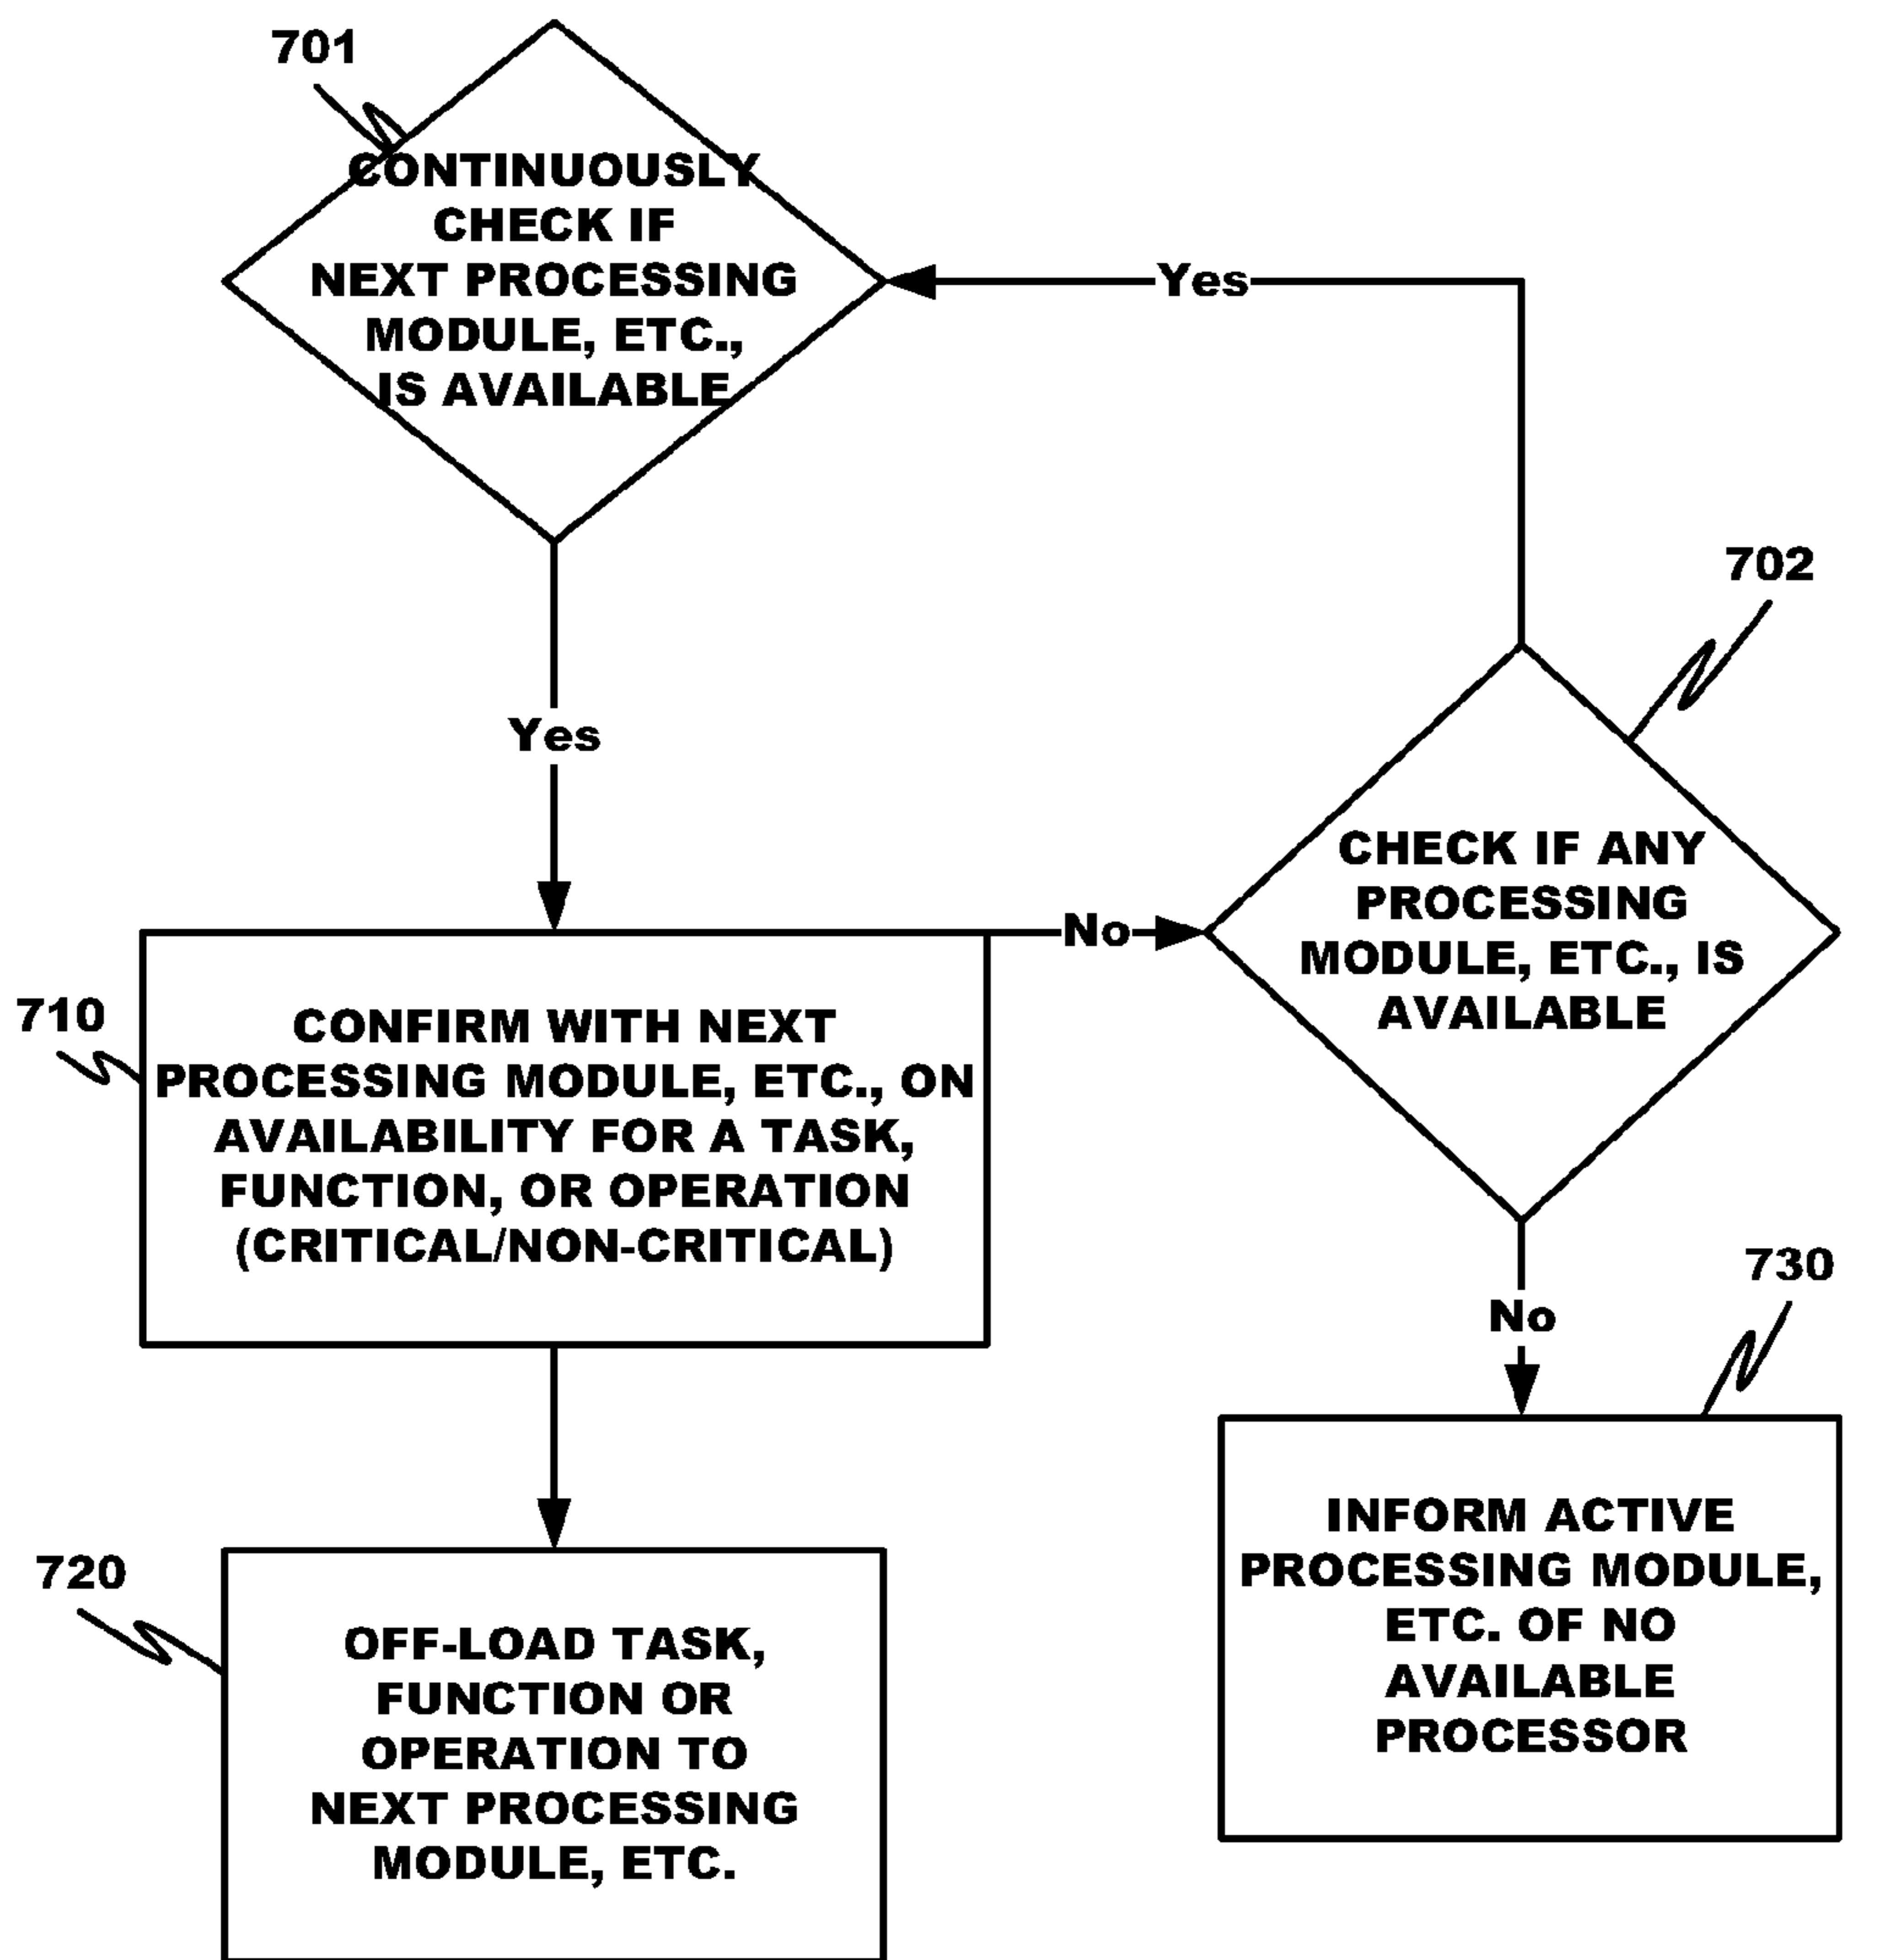 701
CONTINUOUSLY
CHECK IF
NEXT PROCESSING
MODULE, ETC.,
IS AVAILABLE
Yes
702
Yes
CHECK IF ANY
PROCESSING
MODULE, ETC., IS
AVAILABLE
No
710
CONFIRM WITH NEXT
PROCESSING MODULE, ETC., ON
AVAILABILITY FOR A TASK,
FUNCTION, OR OPERATION
(CRITICAL/NON-CRITICAL)
730
No
INFORM ACTIVE
PROCESSING MODULE,
ETC. OF NO
AVAILABLE
PROCESSOR
720
OFF-LOAD TASK,
FUNCTION OR
OPERATION TO
NEXT PROCESSING
MODULE, ETC.